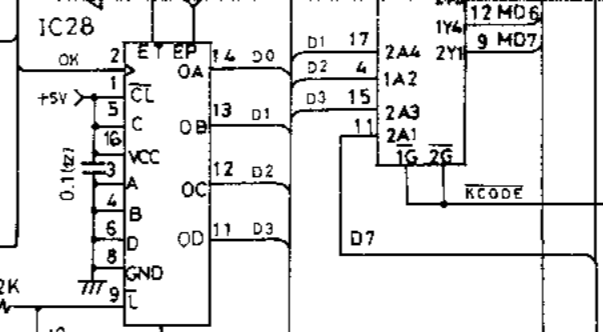 IC28
OK 2
+5V
1 CL
5 C
16 VCC
0.1(tz)
3 A
4 B
6 D
8 GND
9 L
2K
ET EP
OA 14 D0
OB 13 D1
OC 12 D2
OD 11 D3
D1 17 2A4
D2 4 1A2
D3 15 2A3
11 2A1
1Y4 12 MD6
2Y1 9 MD7
1G 2G
KCODE
D7